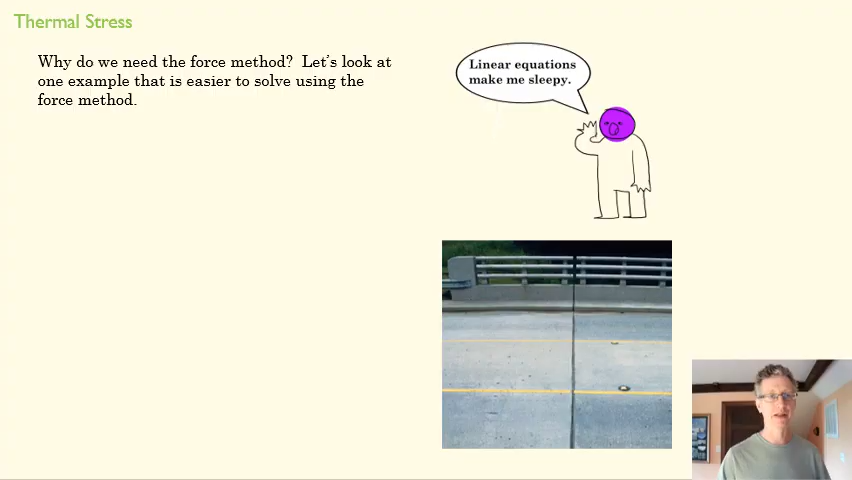 Thermal Stress
Why do we need the force method?  Let's look at
one example that is easier to solve using the
force method.
Linear equations
make me sleepy.